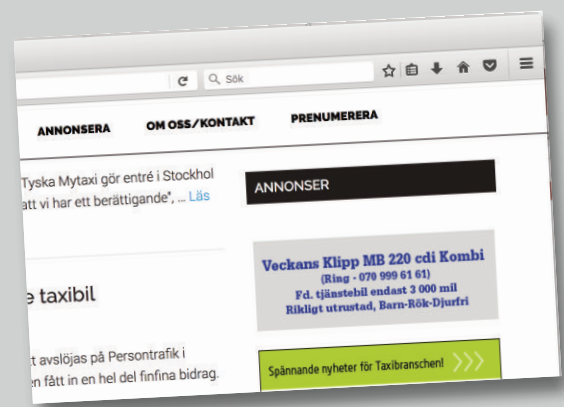 Sök
ANNONSERA OM OSS/KONTAKT PRENUMERERA
Tyska Mytaxi gör entré i Stockhol
att vi har ett berättigande", ... Läs
e taxibil
t avslöjas på Persontrafik i
en fått in en hel del finfina bidrag.
ANNONSER
Veckans Klipp MB 220 cdi Kombi
(Ring - 070 999 61 61)
Fd. tjänstebil endast 3 000 mil
Rikligt utrustad, Barn-Rök-Djurfri
Spännande nyheter för Taxibranschen!